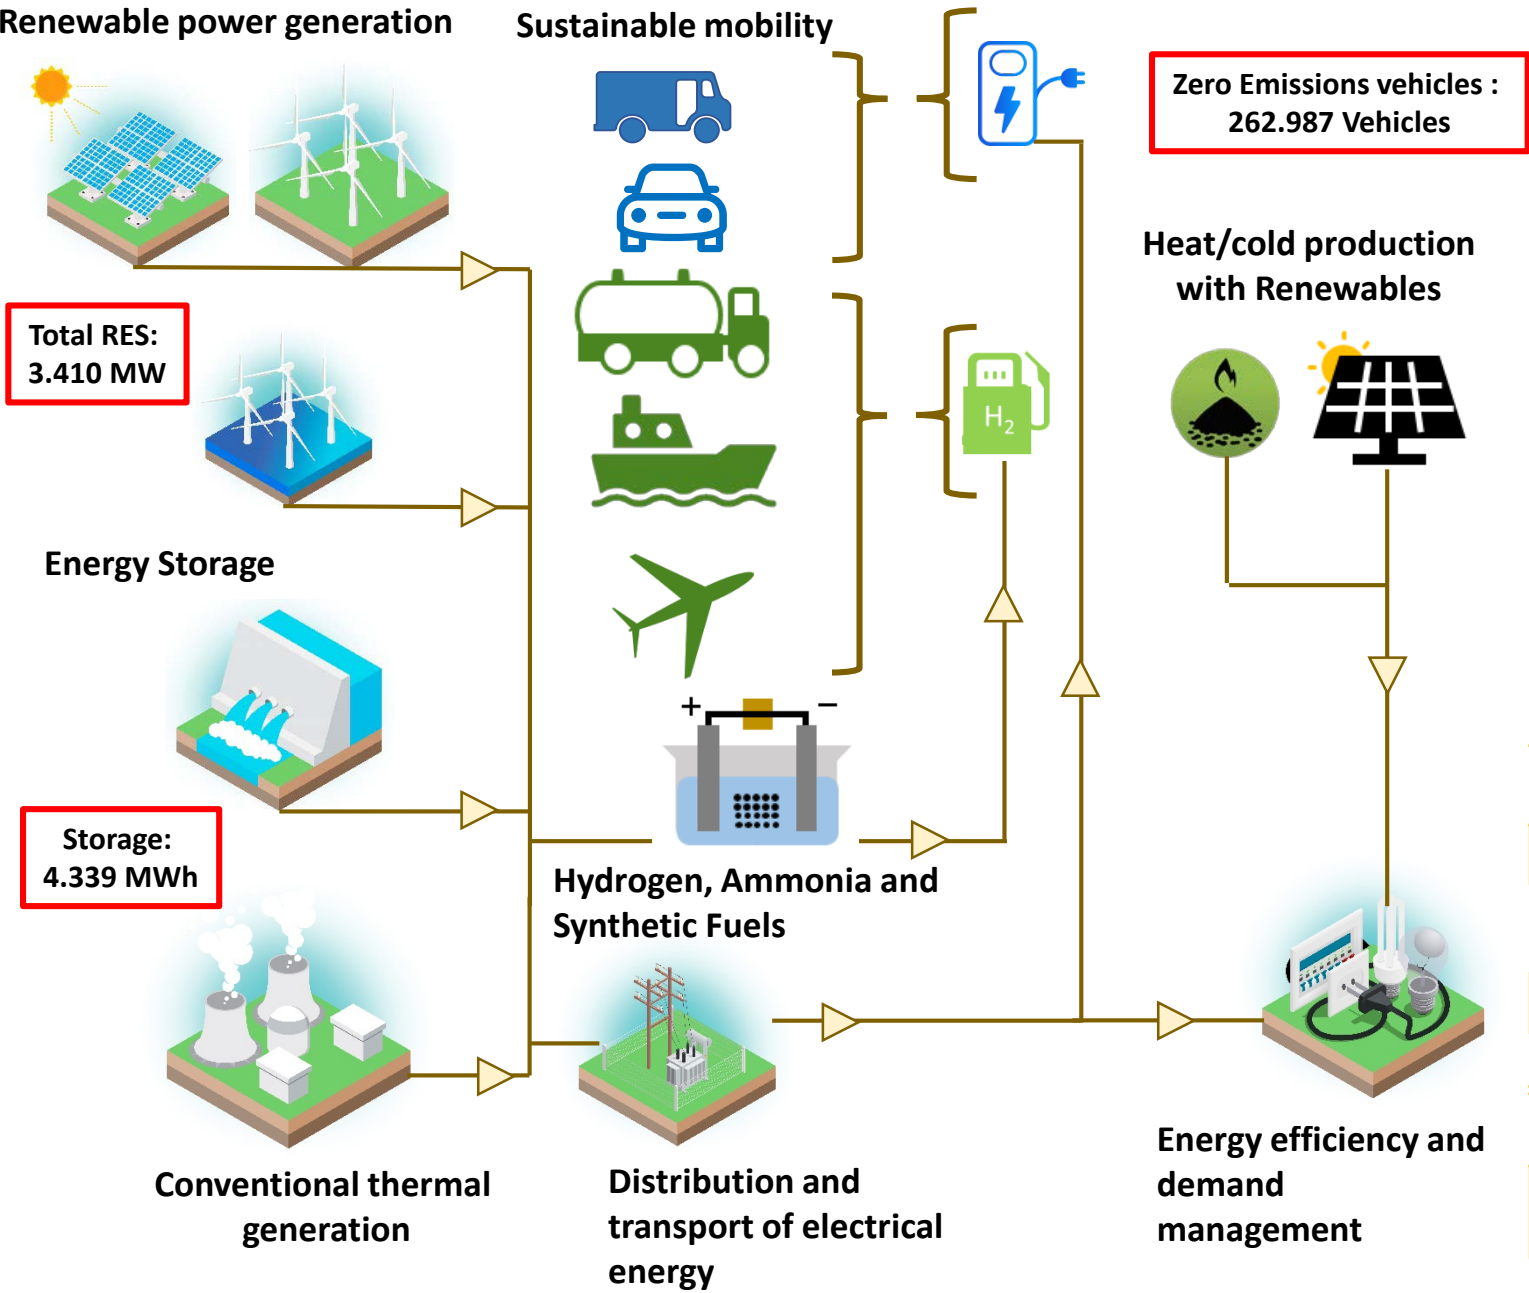 Renewable power generation
Sustainable mobility
Zero Emissions vehicles :
262.987 Vehicles
Heat/cold production
with Renewables
Total RES:
3.410 MW
H2
Energy Storage
+
−
Storage:
4.339 MWh
Hydrogen, Ammonia and
Synthetic Fuels
Conventional thermal
generation
Distribution and
transport of electrical
energy
Energy efficiency and
demand
management